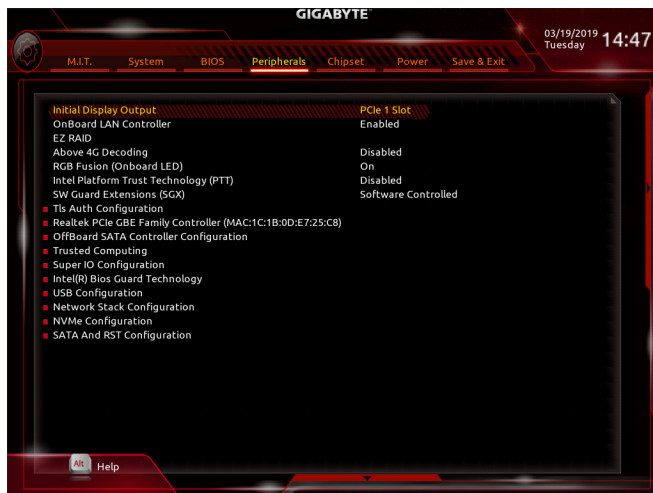 GIGABYTE™
03/19/2019 14:47
Tuesday
M.I.T. System BIOS Peripherals Chipset Power Save & Exit
Initial Display Output PCIe 1 Slot
OnBoard LAN Controller Enabled
EZ RAID
Above 4G Decoding Disabled
RGB Fusion (Onboard LED) On
Intel Platform Trust Technology (PTT) Disabled
SW Guard Extensions (SGX) Software Controlled
Tls Auth Configuration
Realtek PCIe GBE Family Controller (MAC:1C:1B:0D:E7:25:C8)
OffBoard SATA Controller Configuration
Trusted Computing
Super IO Configuration
Intel(R) Bios Guard Technology
USB Configuration
Network Stack Configuration
NVMe Configuration
SATA And RST Configuration
Alt Help